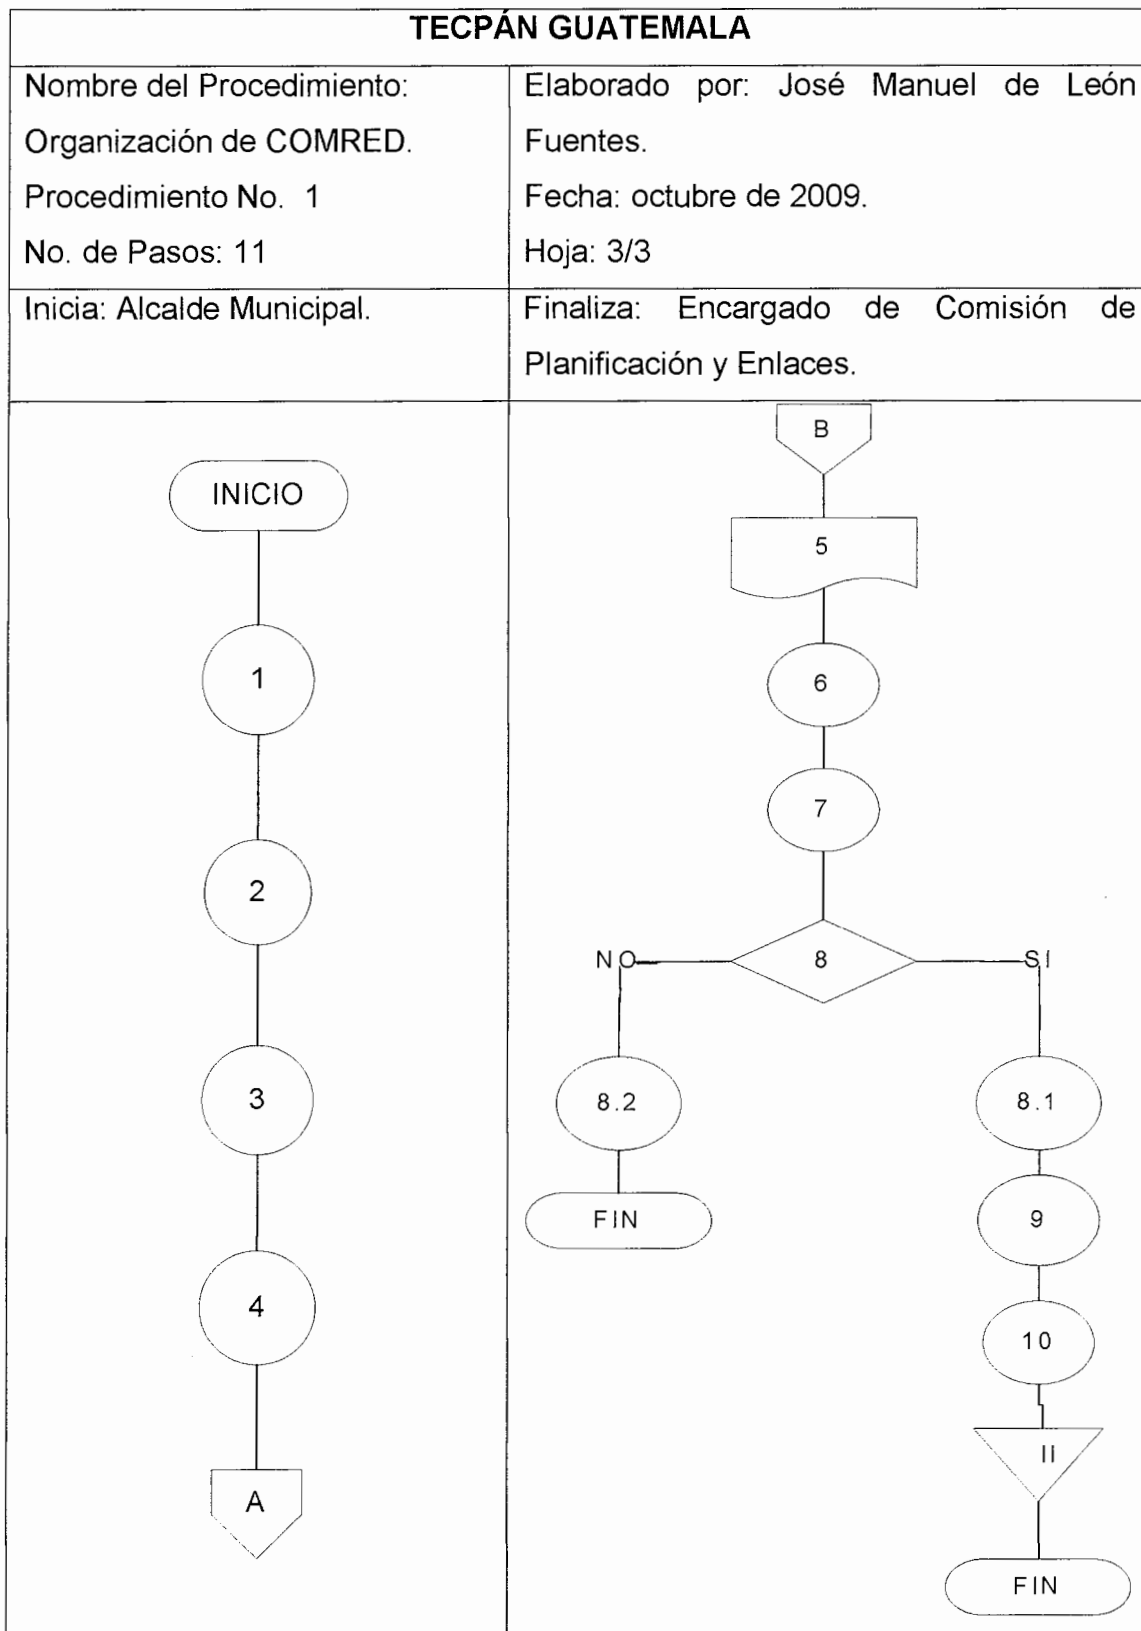 TECPÁN GUATEMALA
Nombre del Procedimiento:
Organización de COMRED.
Procedimiento No. 1
No. de Pasos: 11
Elaborado por: José Manuel de León
Fuentes.
Fecha: octubre de 2009.
Hoja: 3/3
Inicia: Alcalde Municipal.
Finaliza: Encargado de Comisión de
Planificación y Enlaces.
INICIO
1
2
3
4
A
B
5
6
7
8
NO
SI
8.2
8.1
FIN
9
10
II
FIN